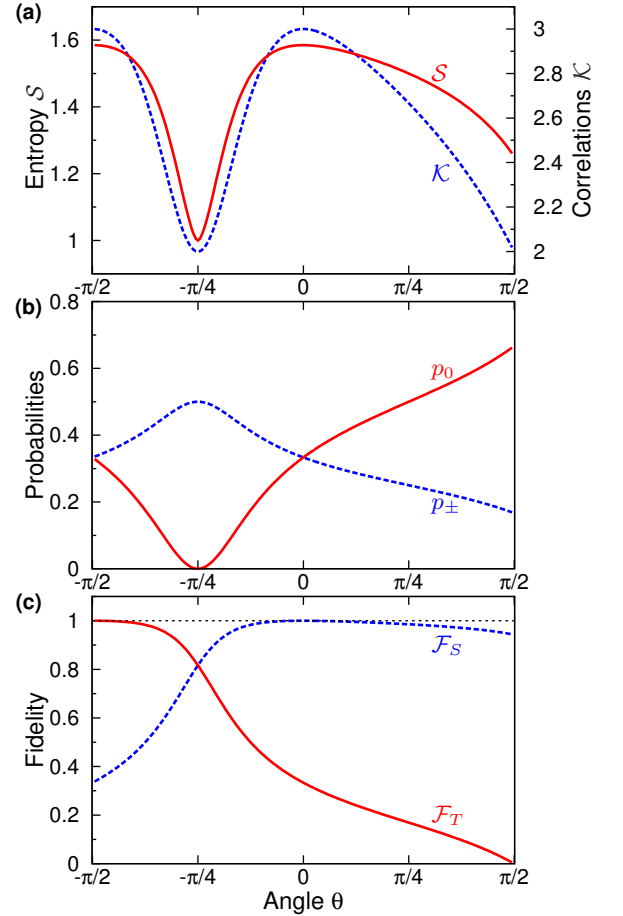 (a)
1.6
1.4
1.2
1
Entropy S
3
2.8
2.6
2.4
2.2
2
Correlations K
S
K
-π/2 -π/4 0 π/4 π/2
(b)
0.8
0.6
0.4
0.2
0
Probabilities
p₀
p±
-π/2 -π/4 0 π/4 π/2
(c)
1
0.8
0.6
0.4
0.2
0
Fidelity
F_S
F_T
-π/2 -π/4 0 π/4 π/2
Angle θ